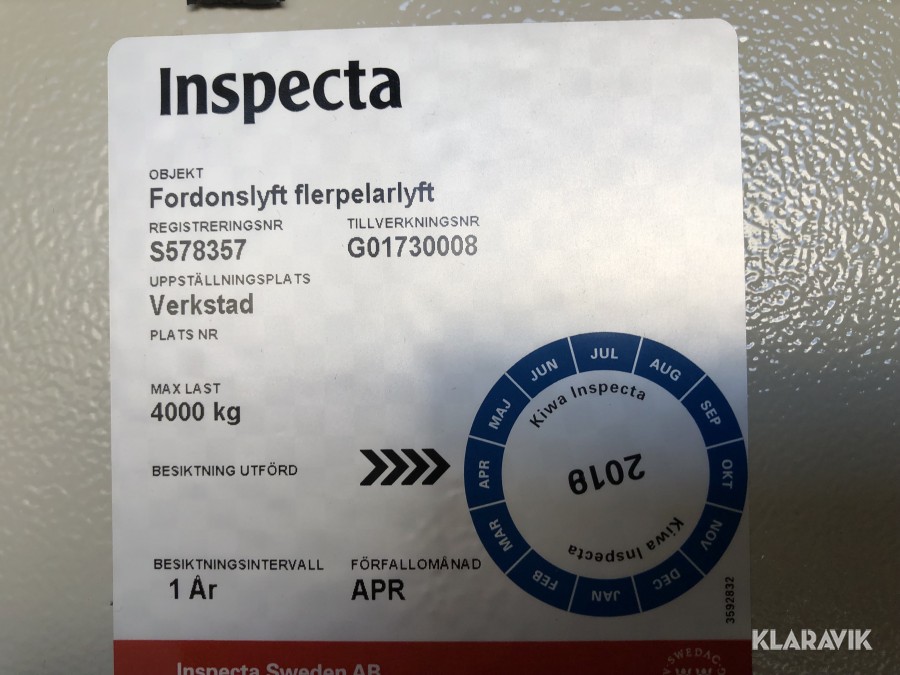 Inspecta
OBJEKT
Fordonslyft flerpelarlyft
REGISTRERINGSNR TILLVERKNINGSNR
S578357 G01730008
UPPSTÄLLNINGSPLATS
Verkstad
PLATS NR
MAX LAST
4000 kg
BESIKTNING UTFÖRD
JAN FEB MAR APR MAJ JUN JUL AUG SEP OKT NOV DEC
Kiwa Inspecta
2019
Kiwa Inspecta
BESIKTNINGSINTERVALL FÖRFALLOMÅNAD
1 År APR
3592832
Inspecta Sweden AB
SWEDAC
KLARAVIK